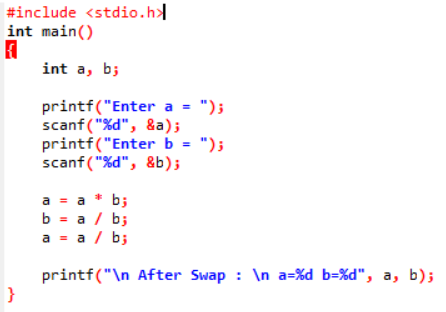 #include <stdio.h>
int main()
{
int a, b;
printf("Enter a = ");
scanf("%d", &a);
printf("Enter b = ");
scanf("%d", &b);
a = a * b;
b = a / b;
a = a / b;
printf("\n After Swap : \n a=%d b=%d", a, b);
}